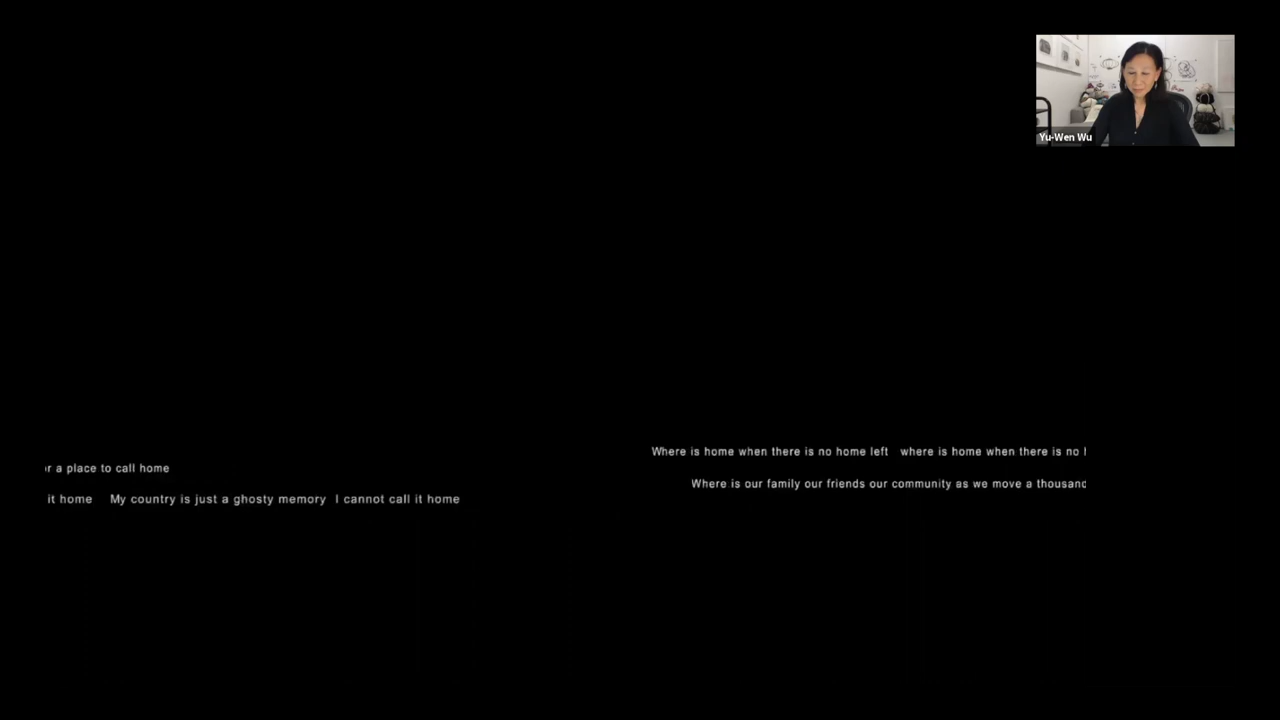 Yu-Wen Wu
Where is home when there is no home left where is home when there is no
a place to call home
Where is our family our friends our community as we move a thousand
it home My country is just a ghosty memory I cannot call it home